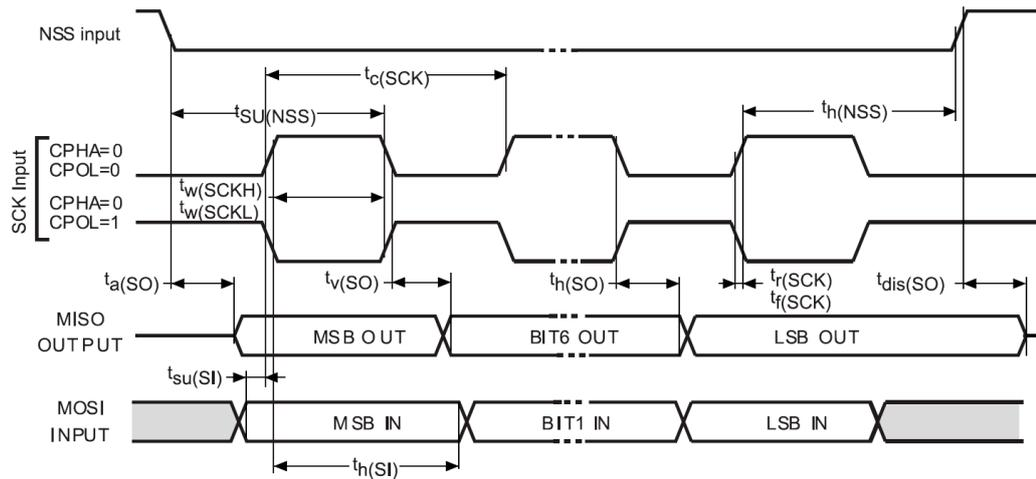 NSS input
tc(SCK)
tSU(NSS)
th(NSS)
SCK Input
CPHA=0
CPOL=0
CPHA=0
CPOL=1
tw(SCKH)
tw(SCKL)
ta(SO)
tv(SO)
th(SO)
tr(SCK)
tf(SCK)
tdis(SO)
MISO
OUTPUT
MSB OUT
BIT6 OUT
LSB OUT
tsu(SI)
MOSI
INPUT
MSB IN
BIT1 IN
LSB IN
th(SI)